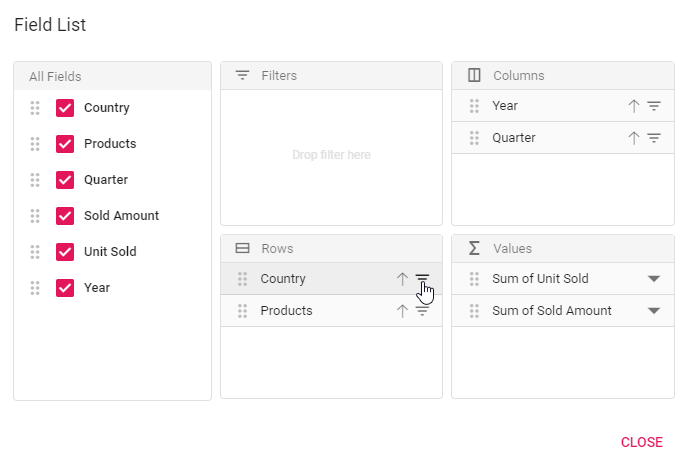 Field List
All Fields
Country
Products
Quarter
Sold Amount
Unit Sold
Year
Filters
Drop filter here
Columns
Year
Quarter
Rows
Country
Products
Values
Sum of Unit Sold
Sum of Sold Amount
CLOSE